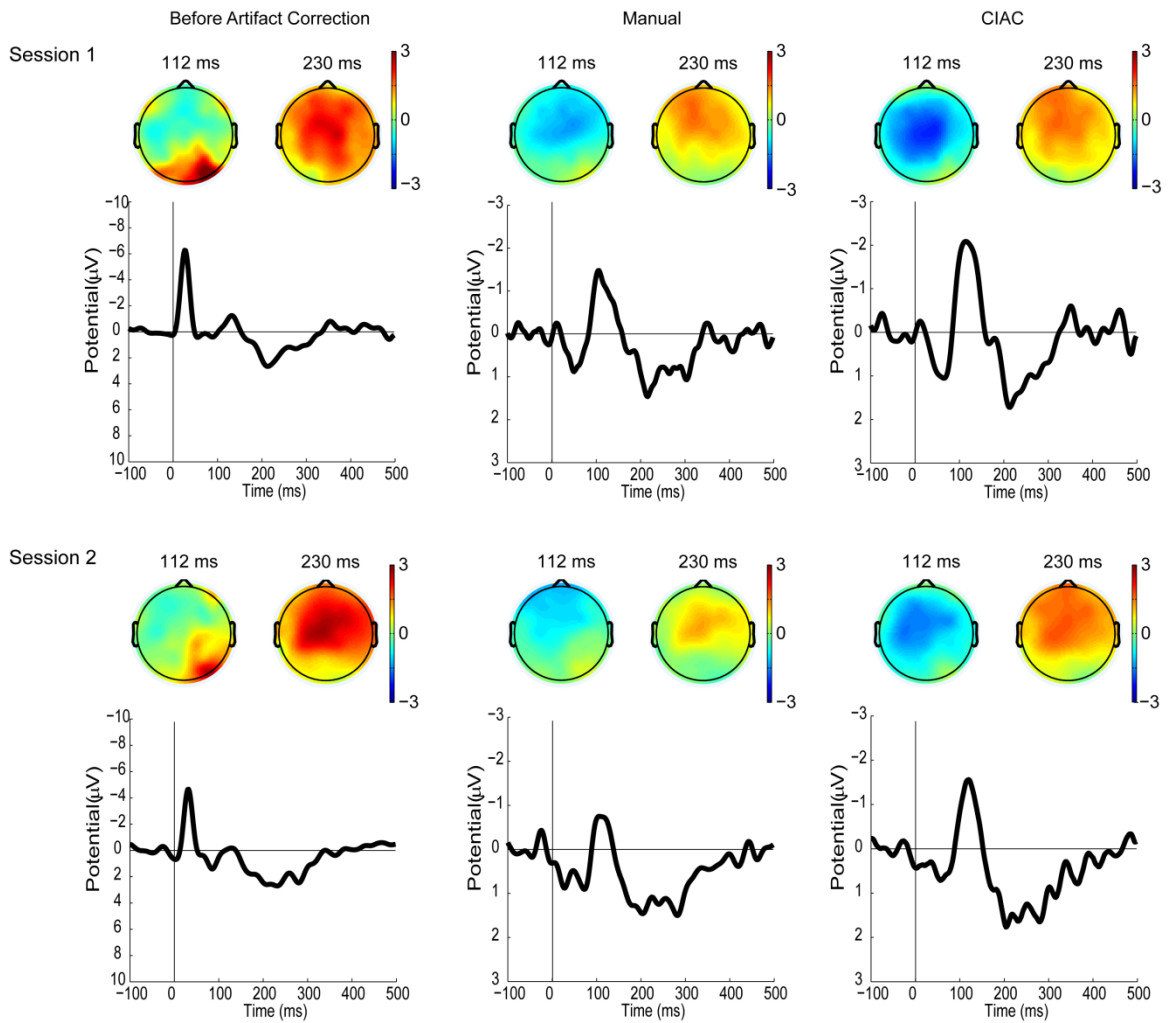 Before Artifact Correction Manual CIAC
Session 1
112 ms 230 ms 112 ms 230 ms 112 ms 230 ms
3 3 3
0 0 0
−3 −3 −3
−10 −3 −3
−8
−6 −2 −2
−4 −1 −1
−2
0 0 0
2
4 1 1
6 2 2
8
10 3 3
Potential(µV) Potential(µV) Potential(µV)
−100 0 100 200 300 400 500 −100 0 100 200 300 400 500 −100 0 100 200 300 400 500
Time (ms) Time (ms) Time (ms)
Session 2
112 ms 230 ms 112 ms 230 ms 112 ms 230 ms
3 3 3
0 0 0
−3 −3 −3
−10 −3 −3
−8
−6 −2 −2
−4 −1 −1
−2
0 0 0
2
4 1 1
6 2 2
8
10 3 3
Potential(µV) Potential(µV) Potential(µV)
−100 0 100 200 300 400 500 −100 0 100 200 300 400 500 −100 0 100 200 300 400 500
Time (ms) Time (ms) Time (ms)